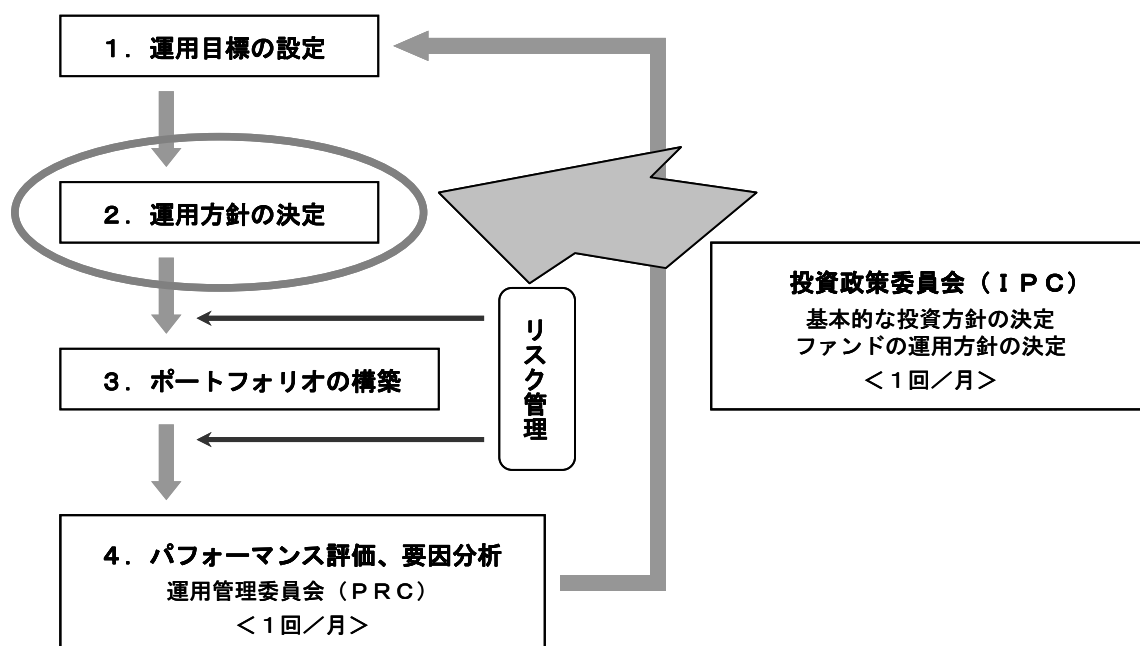 １．運用目標の設定
２．運用方針の決定
３．ポートフォリオの構築
４．パフォーマンス評価、要因分析
運用管理委員会（ＰＲＣ）
＜１回／月＞
リスク管理
投資政策委員会（ＩＰＣ）
基本的な投資方針の決定
ファンドの運用方針の決定
＜１回／月＞